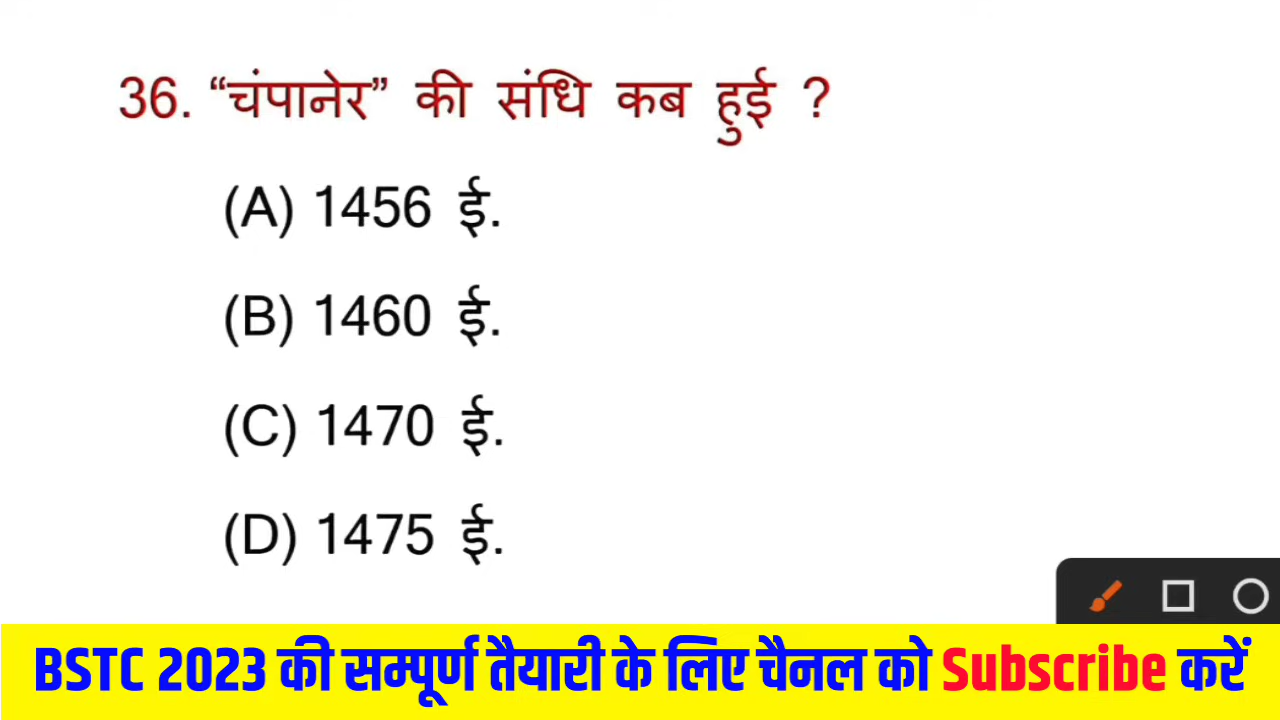 36. “चंपानेर” की संधि कब हुई ?
(A) 1456 ई.
(B) 1460 ई.
(C) 1470 ई.
(D) 1475 ई.
BSTC 2023 की सम्पूर्ण तैयारी के लिए चैनल को Subscribe करें